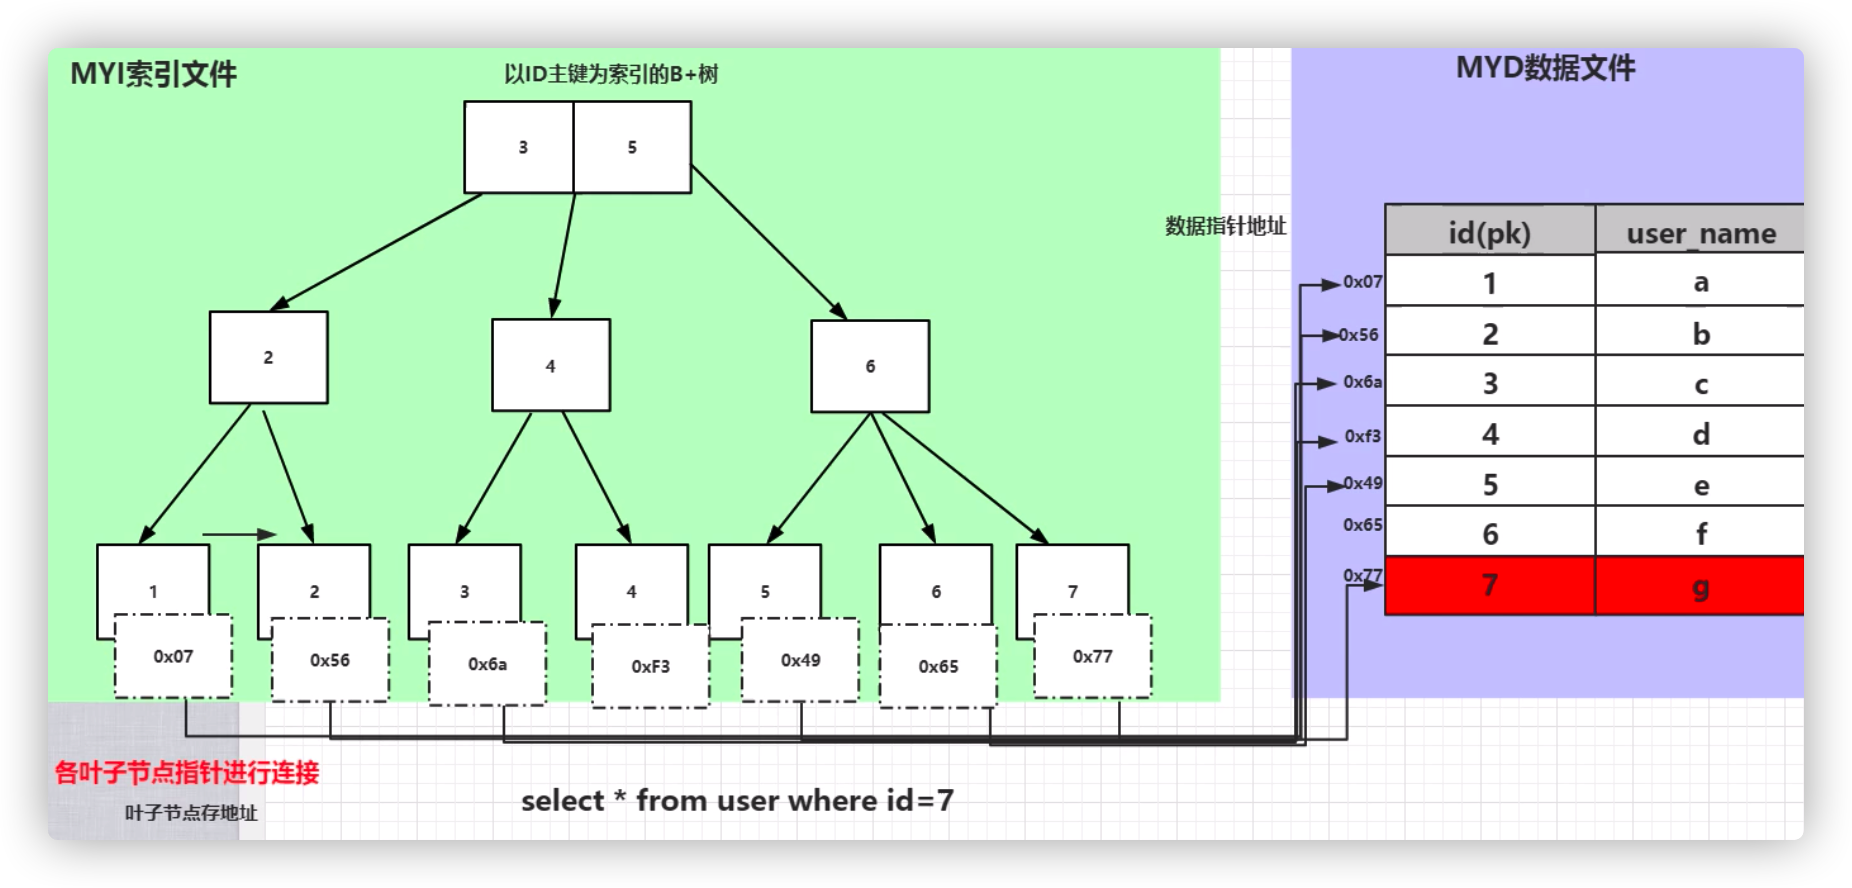 MYI索引文件
以ID主键为索引的B+树
3 5
2 4 6
1 2 3 4 5 6 7
0x07 0x56 0x6a 0xF3 0x49 0x65 0x77
各叶子节点指针进行连接
叶子节点存地址
select * from user where id=7
数据指针地址
MYD数据文件
id(pk) user_name
0x07 1 a
0x56 2 b
0x6a 3 c
0xf3 4 d
0x49 5 e
0x65 6 f
0x77 7 g